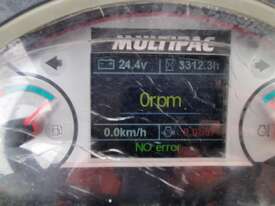 MULTIPAC
24.4v 3312.3h
0rpm
0.0km/h
NO error